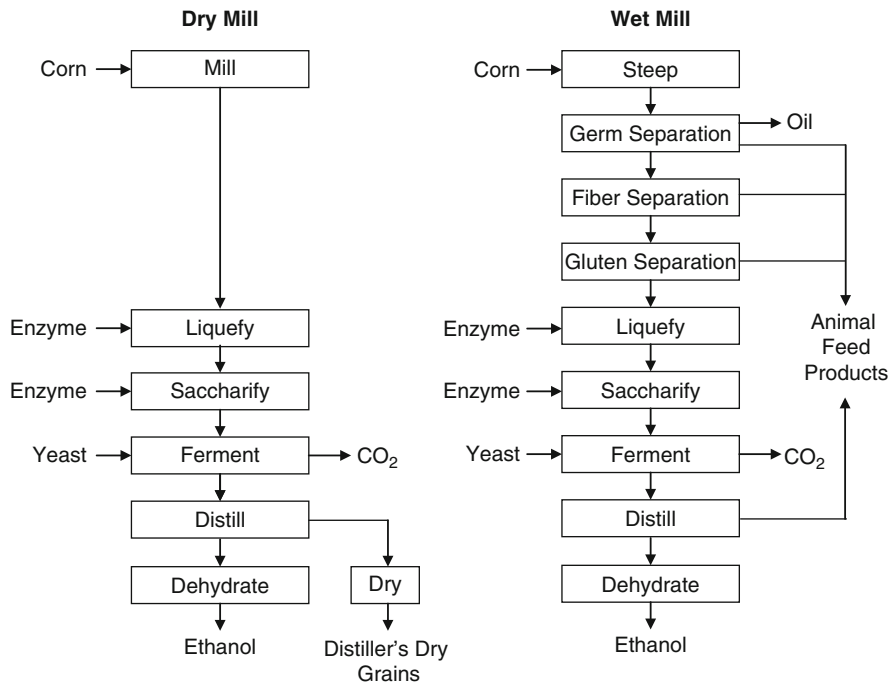 Dry Mill
Corn
Mill
Enzyme
Liquefy
Enzyme
Saccharify
Yeast
Ferment
CO2
Distill
Dehydrate
Dry
Ethanol
Distiller's Dry
Grains
Wet Mill
Corn
Steep
Germ Separation
Oil
Fiber Separation
Gluten Separation
Enzyme
Liquefy
Animal
Feed
Products
Enzyme
Saccharify
Yeast
Ferment
CO2
Distill
Dehydrate
Ethanol